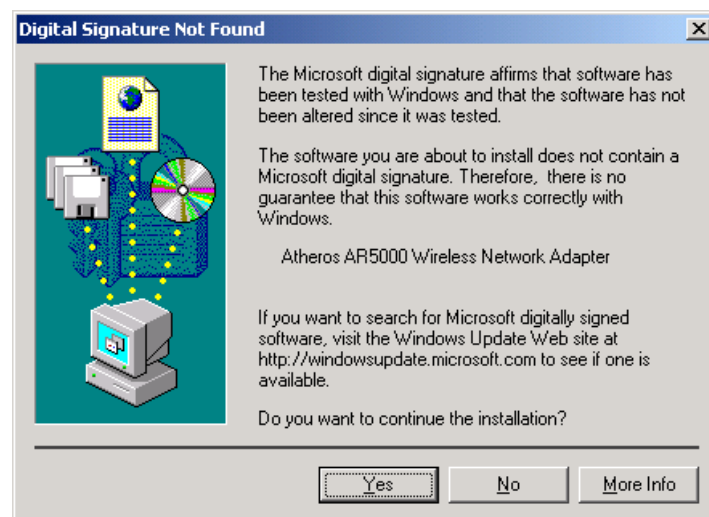 Digital Signature Not Found
The Microsoft digital signature affirms that software has
been tested with Windows and that the software has not
been altered since it was tested.
The software you are about to install does not contain a
Microsoft digital signature. Therefore,  there is no
guarantee that this software works correctly with
Windows.
Atheros AR5000 Wireless Network Adapter
If you want to search for Microsoft digitally signed
software, visit the Windows Update Web site at
http://windowsupdate.microsoft.com to see if one is
available.
Do you want to continue the installation?
Yes No More Info